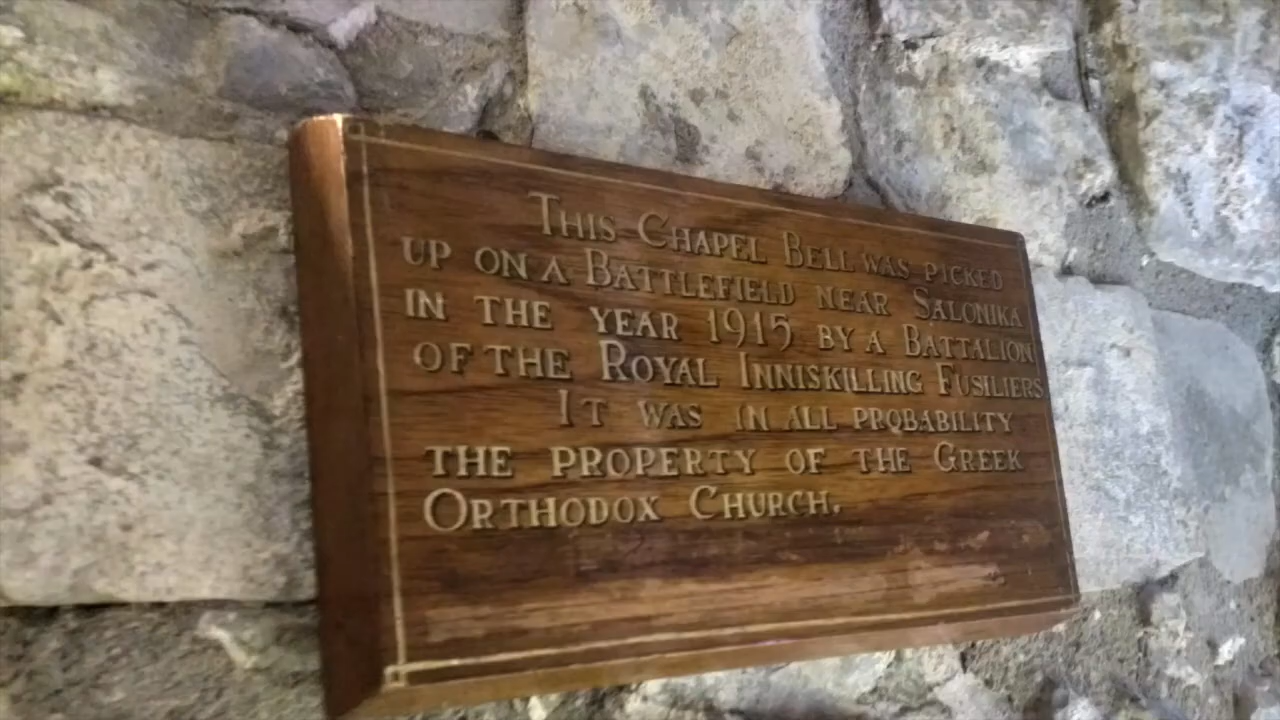 THIS CHAPEL BELL WAS PICKED
UP ON A BATTLEFIELD NEAR SALONIKA
IN THE YEAR 1915 BY A BATTALION
OF THE ROYAL INNISKILLING FUSILIERS
IT WAS IN ALL PROBABILITY
THE PROPERTY OF THE GREEK
ORTHODOX CHURCH.